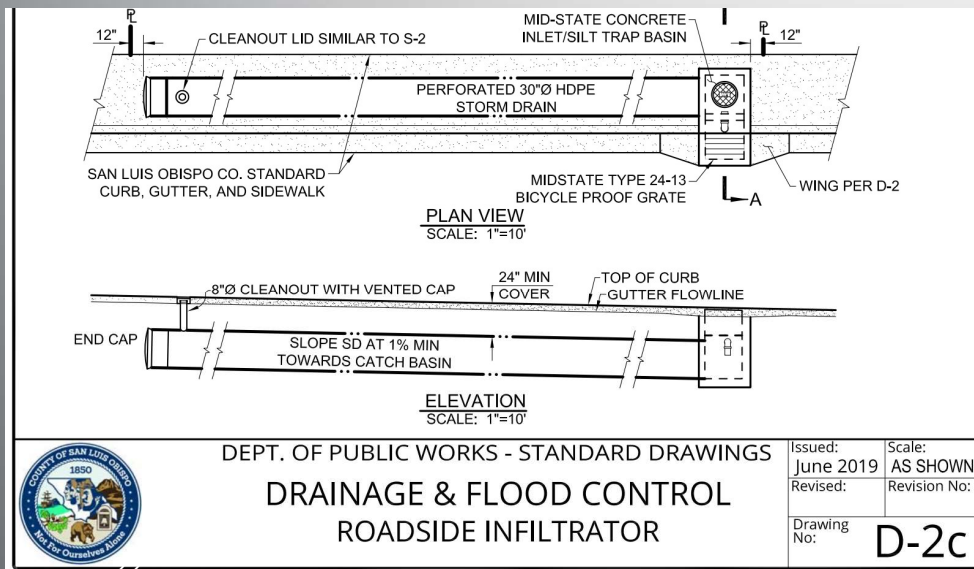 PL
12"
CLEANOUT LID SIMILAR TO S-2
MID-STATE CONCRETE
INLET/SILT TRAP BASIN
PL
12"
PERFORATED 30"Ø HDPE
STORM DRAIN
SAN LUIS OBISPO CO. STANDARD
CURB, GUTTER, AND SIDEWALK
MIDSTATE TYPE 24-13
BICYCLE PROOF GRATE
WING PER D-2
A
PLAN VIEW
SCALE: 1"=10'
8"Ø CLEANOUT WITH VENTED CAP
24" MIN
COVER
TOP OF CURB
GUTTER FLOWLINE
END CAP
SLOPE SD AT 1% MIN
TOWARDS CATCH BASIN
ELEVATION
SCALE: 1"=10'
COUNTY OF SAN LUIS OBISPO
1850
Not For Ourselves Alone
DEPT. OF PUBLIC WORKS - STANDARD DRAWINGS
DRAINAGE & FLOOD CONTROL
ROADSIDE INFILTRATOR
Issued:
June 2019
Scale:
AS SHOWN
Revised:
Revision No:
Drawing
No:
D-2c